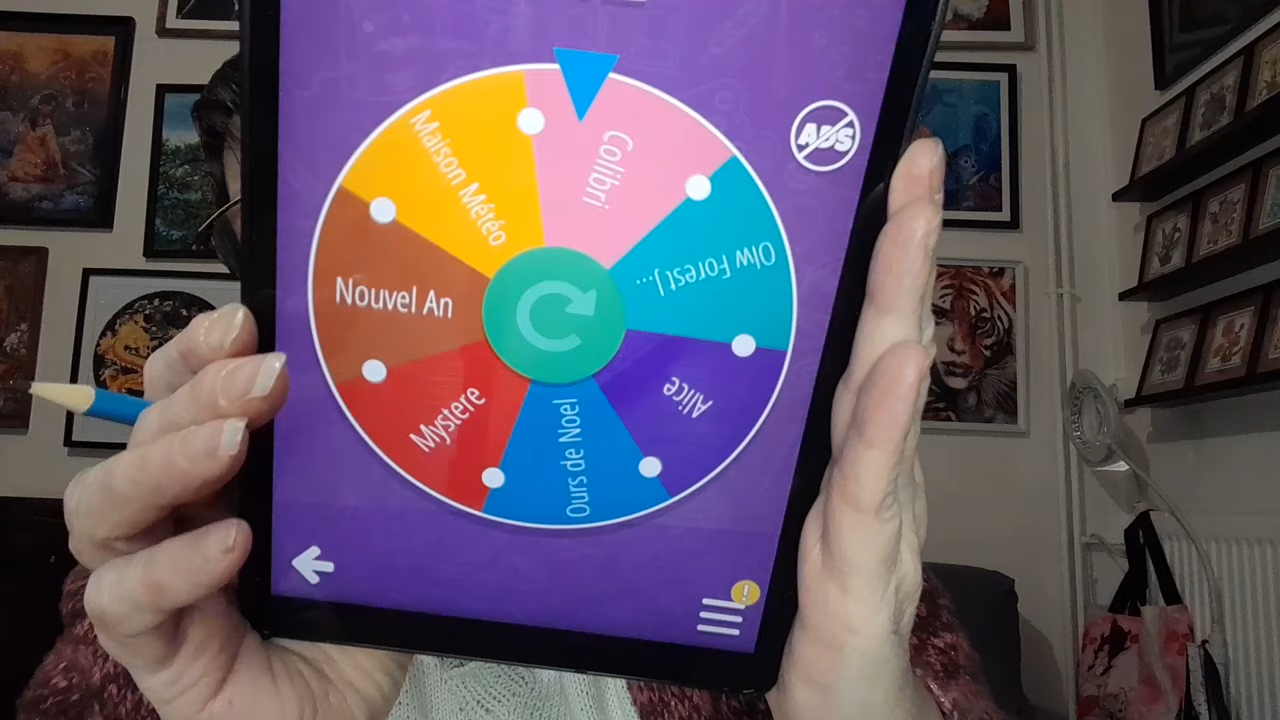 Colibri
Olw Forest J...
Alice
Ours de Noel
Mystere
Nouvel An
Maison Météo
ADS